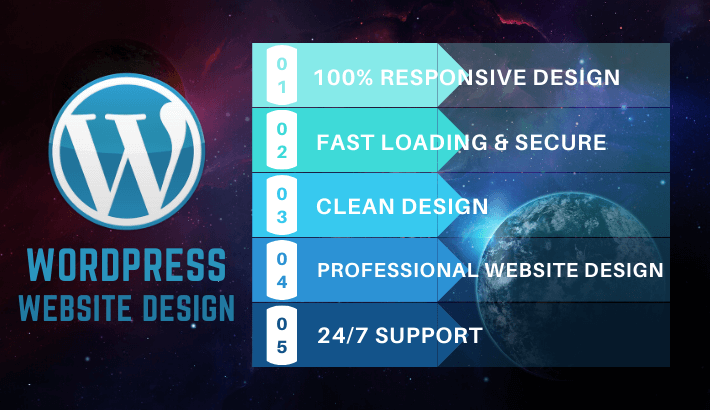 W
WORDPRESS
WEBSITE DESIGN
01
100% RESPONSIVE DESIGN
02
FAST LOADING & SECURE
03
CLEAN DESIGN
04
PROFESSIONAL WEBSITE DESIGN
05
24/7 SUPPORT